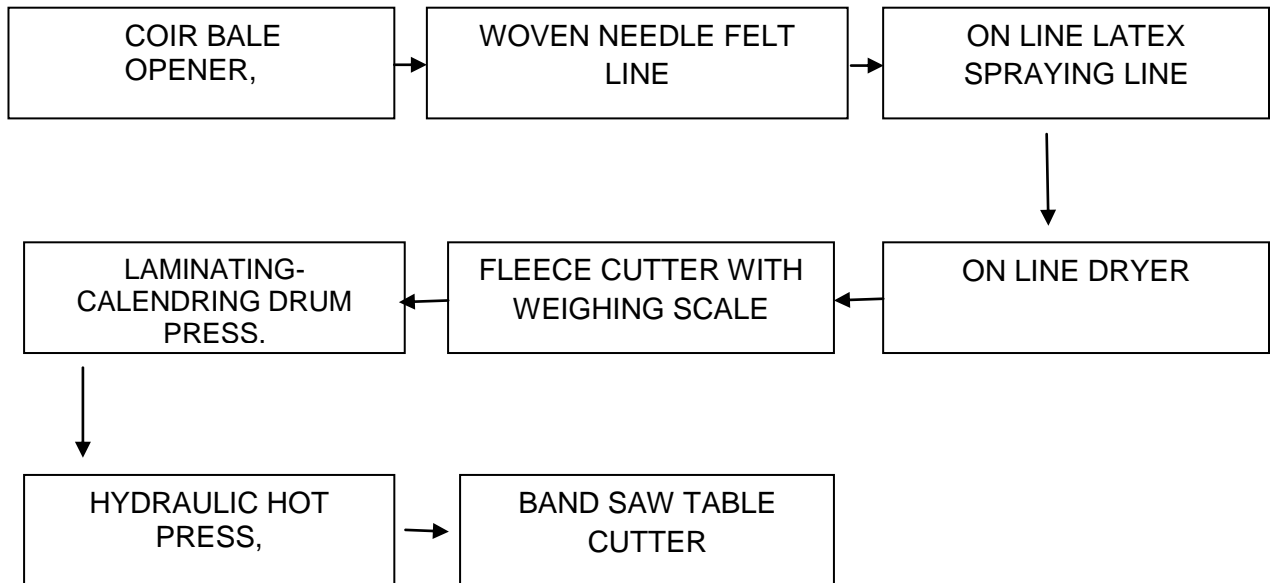 COIR BALE
OPENER,
WOVEN NEEDLE FELT
LINE
ON LINE LATEX
SPRAYING LINE
ON LINE DRYER
FLEECE CUTTER WITH
WEIGHING SCALE
LAMINATING-
CALENDRING DRUM
PRESS.
HYDRAULIC HOT
PRESS,
BAND SAW TABLE
CUTTER